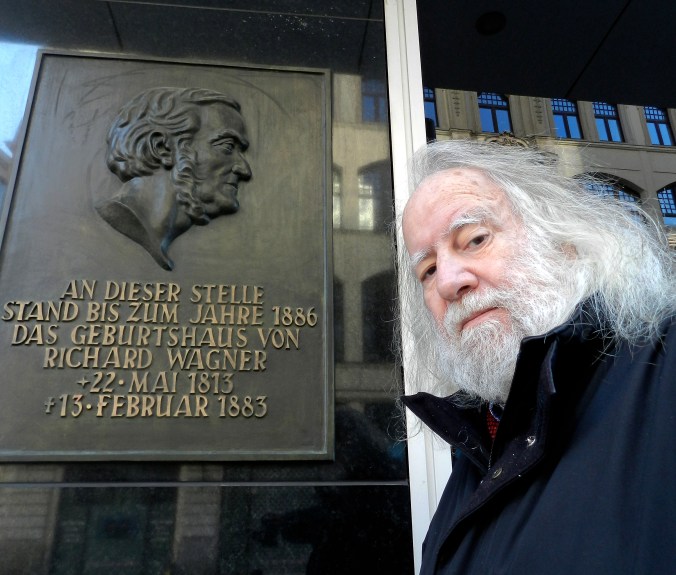 AN DIESER STELLE
STAND BIS ZUM JAHRE 1886
DAS GEBURTSHAUS VON
RICHARD WAGNER
+22·MAI 1813
+13·FEBRUAR 1883